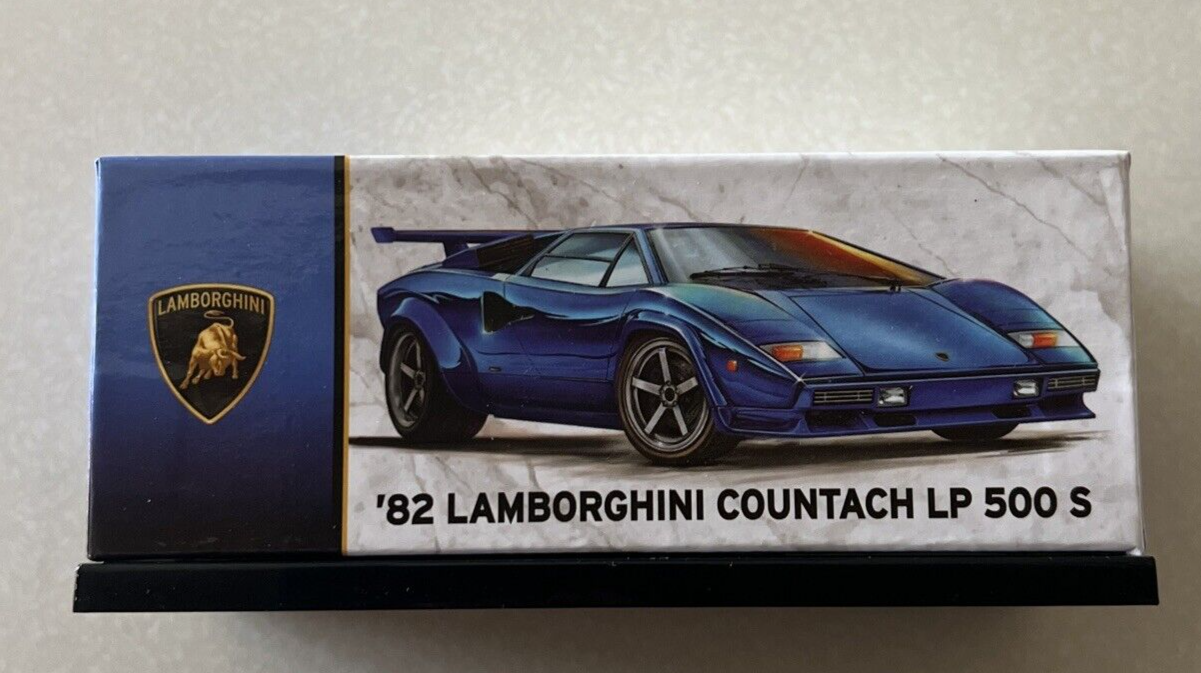 LAMBORGHINI
'82 LAMBORGHINI COUNTACH LP 500 S